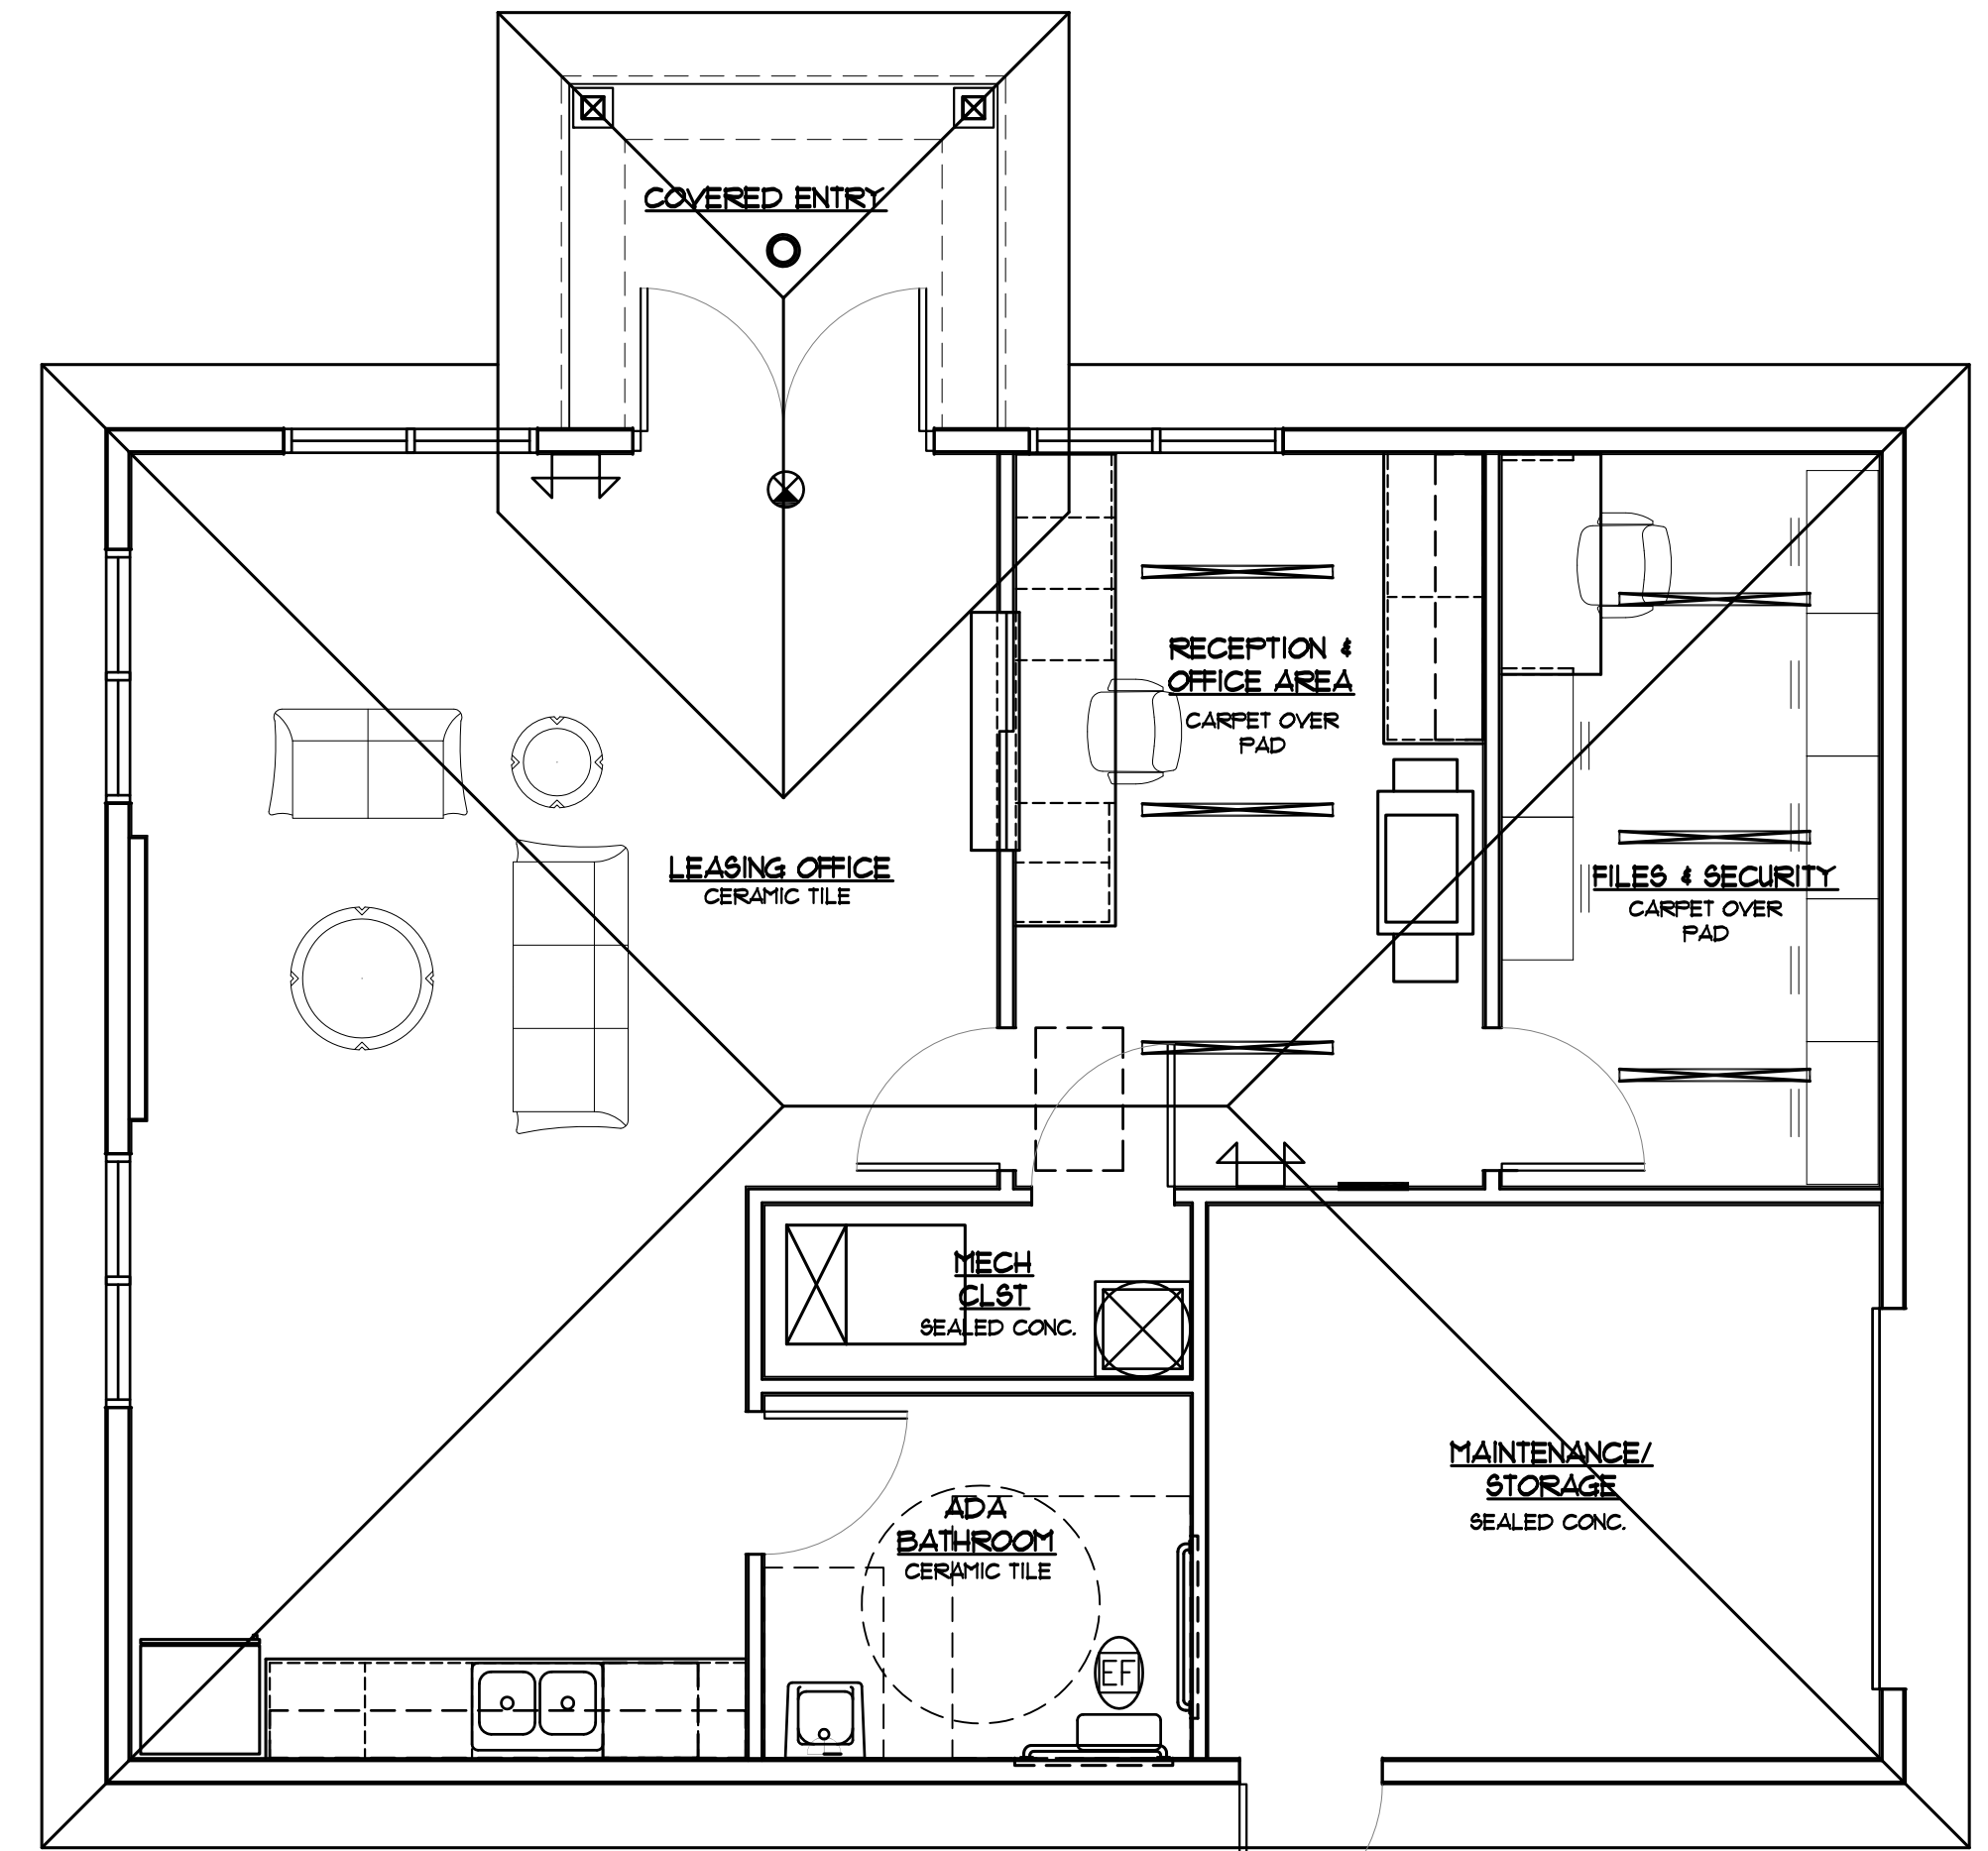 COVERED ENTRY
RECEPTION &
OFFICE AREA
CARPET OVER
PAD
LEASING OFFICE
CERAMIC TILE
FILES & SECURITY
CARPET OVER
PAD
MECH
CLST
SEALED CONC.
MAINTENANCE/
STORAGE
SEALED CONC.
ADA
BATHROOM
CERAMIC TILE
EF